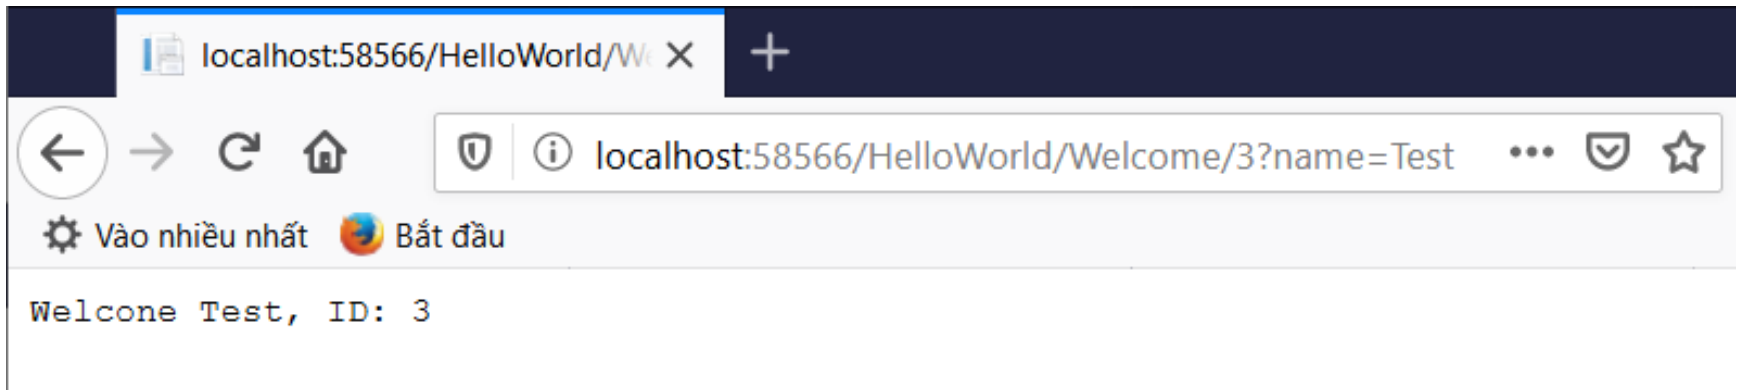 localhost:58566/HelloWorld/We
localhost:58566/HelloWorld/Welcome/3?name=Test
Vào nhiều nhất Bắt đầu
Welcone Test, ID: 3